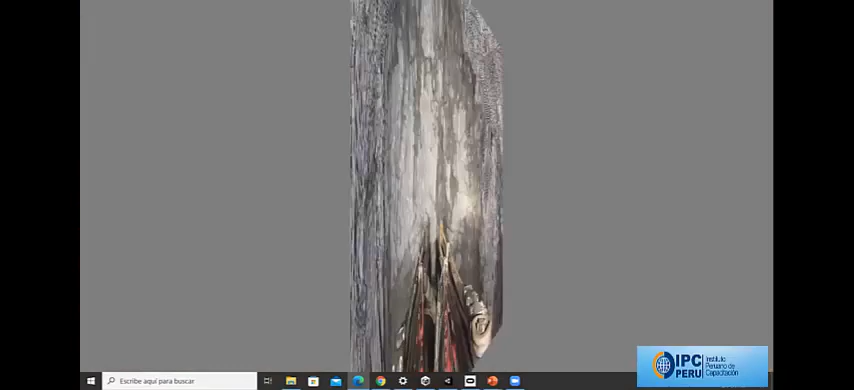 Escribe aquí para buscar
IPC
PERU
Instituto
Peruano de
Capacitación